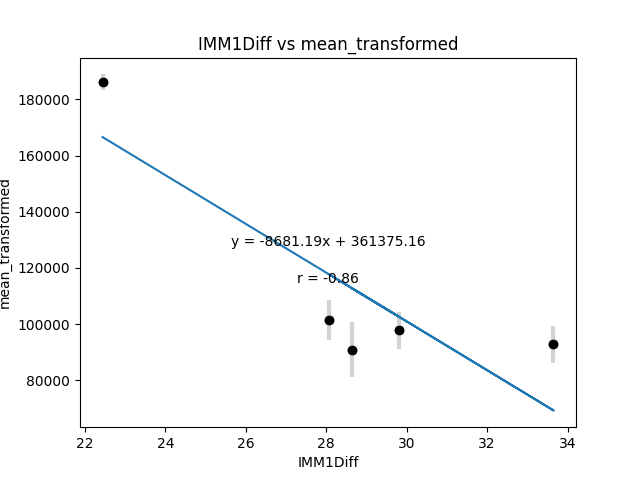 IMM1Diff vs mean_transformed
mean_transformed
180000
160000
140000
120000
100000
80000
y = -8681.19x + 361375.16
r = -0.86
22
24
26
28
30
32
34
IMM1Diff